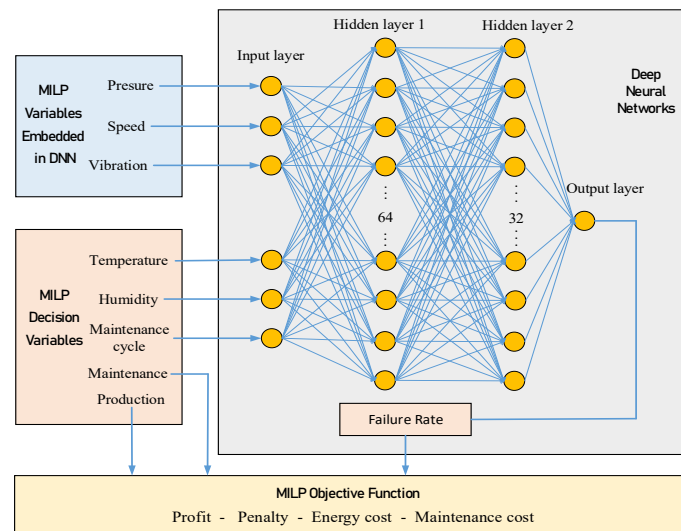 Hidden layer 1
Hidden layer 2
Input layer
Deep
Neural
Networks
MILP
Variables
Embedded
in DNN
Presure
Speed
Vibration
Output layer
64
32
MILP
Decision
Variables
Temperature
Humidity
Maintenance
cycle
Maintenance
Production
Failure Rate
MILP Objective Function
Profit - Penalty - Energy cost - Maintenance cost